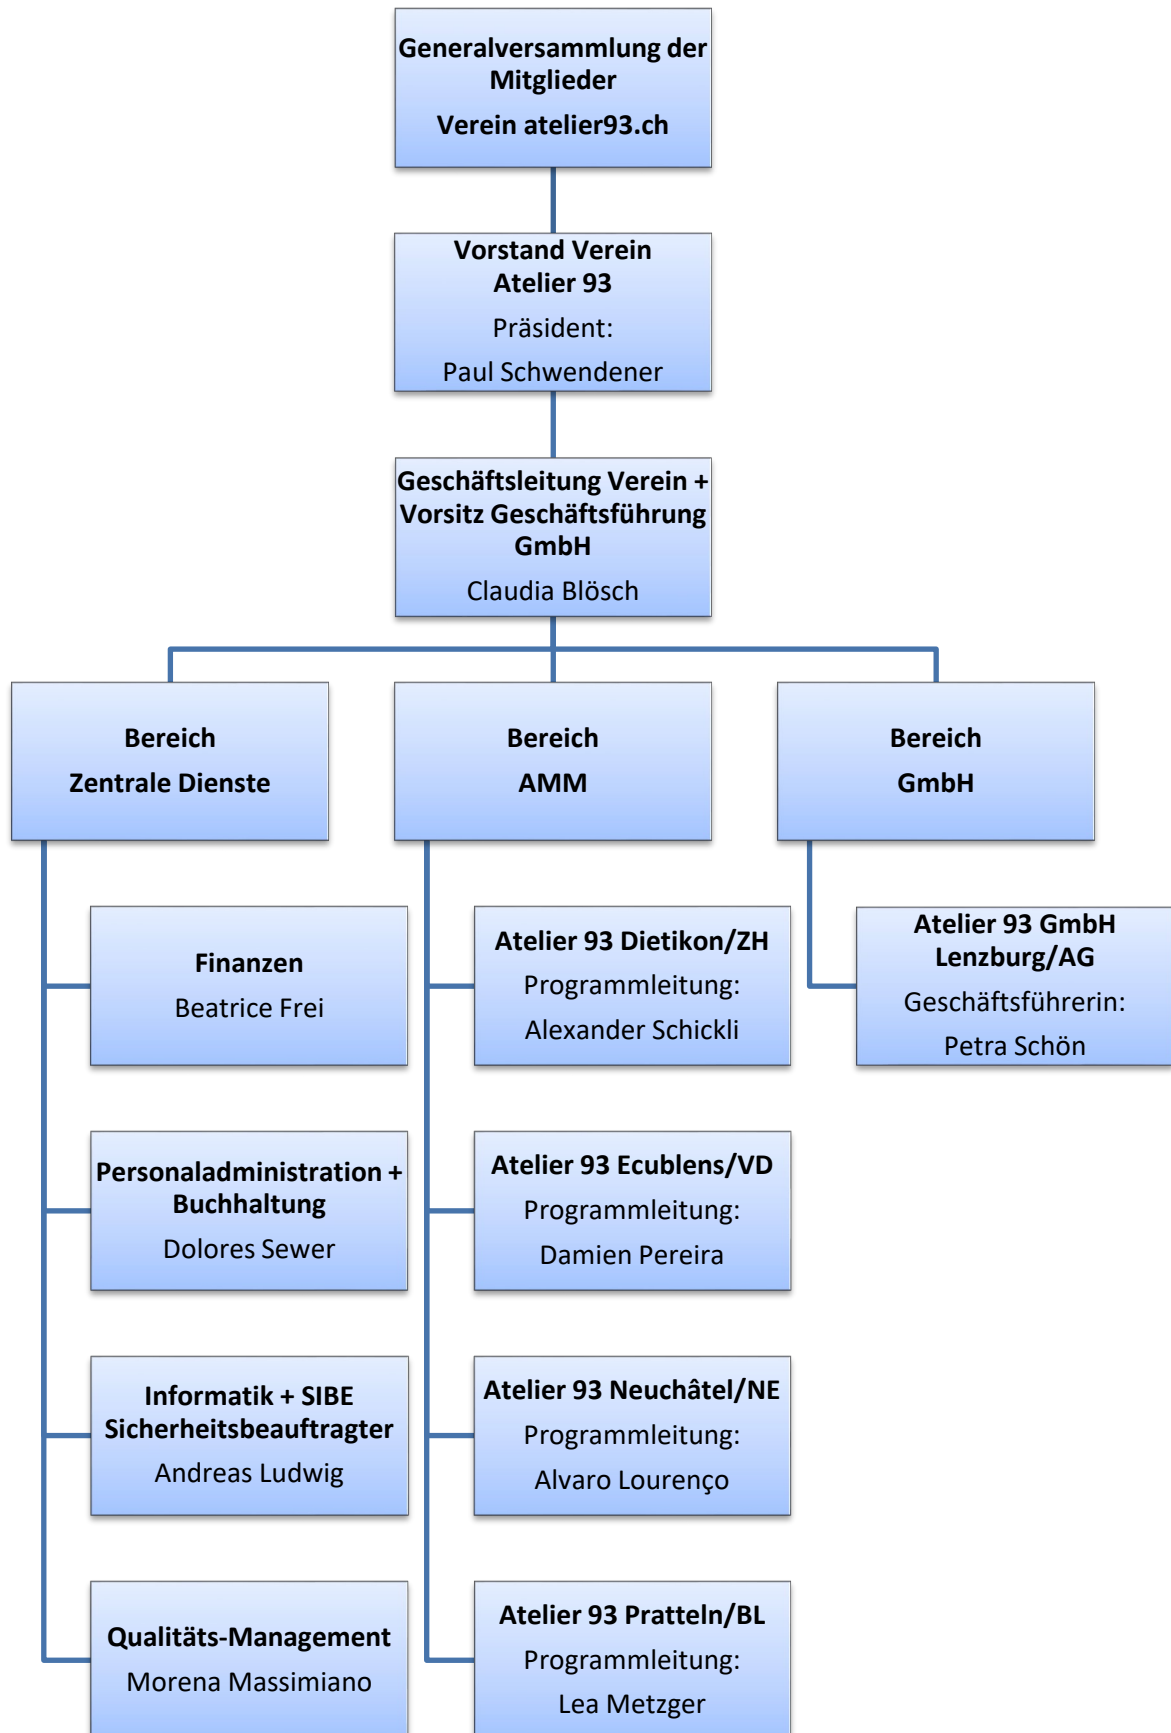 Generalversammlung der
Mitglieder
Verein atelier93.ch
Vorstand Verein
Atelier 93
Präsident:
Paul Schwendener
Geschäftsleitung Verein +
Vorsitz Geschäftsführung
GmbH
Claudia Blösch
Bereich
Zentrale Dienste
Bereich
AMM
Bereich
GmbH
Finanzen
Beatrice Frei
Personaladministration +
Buchhaltung
Dolores Sewer
Informatik + SIBE
Sicherheitsbeauftragter
Andreas Ludwig
Qualitäts-Management
Morena Massimiano
Atelier 93 Dietikon/ZH
Programmleitung:
Alexander Schickli
Atelier 93 Ecublens/VD
Programmleitung:
Damien Pereira
Atelier 93 Neuchâtel/NE
Programmleitung:
Alvaro Lourenço
Atelier 93 Pratteln/BL
Programmleitung:
Lea Metzger
Atelier 93 GmbH
Lenzburg/AG
Geschäftsführerin:
Petra Schön